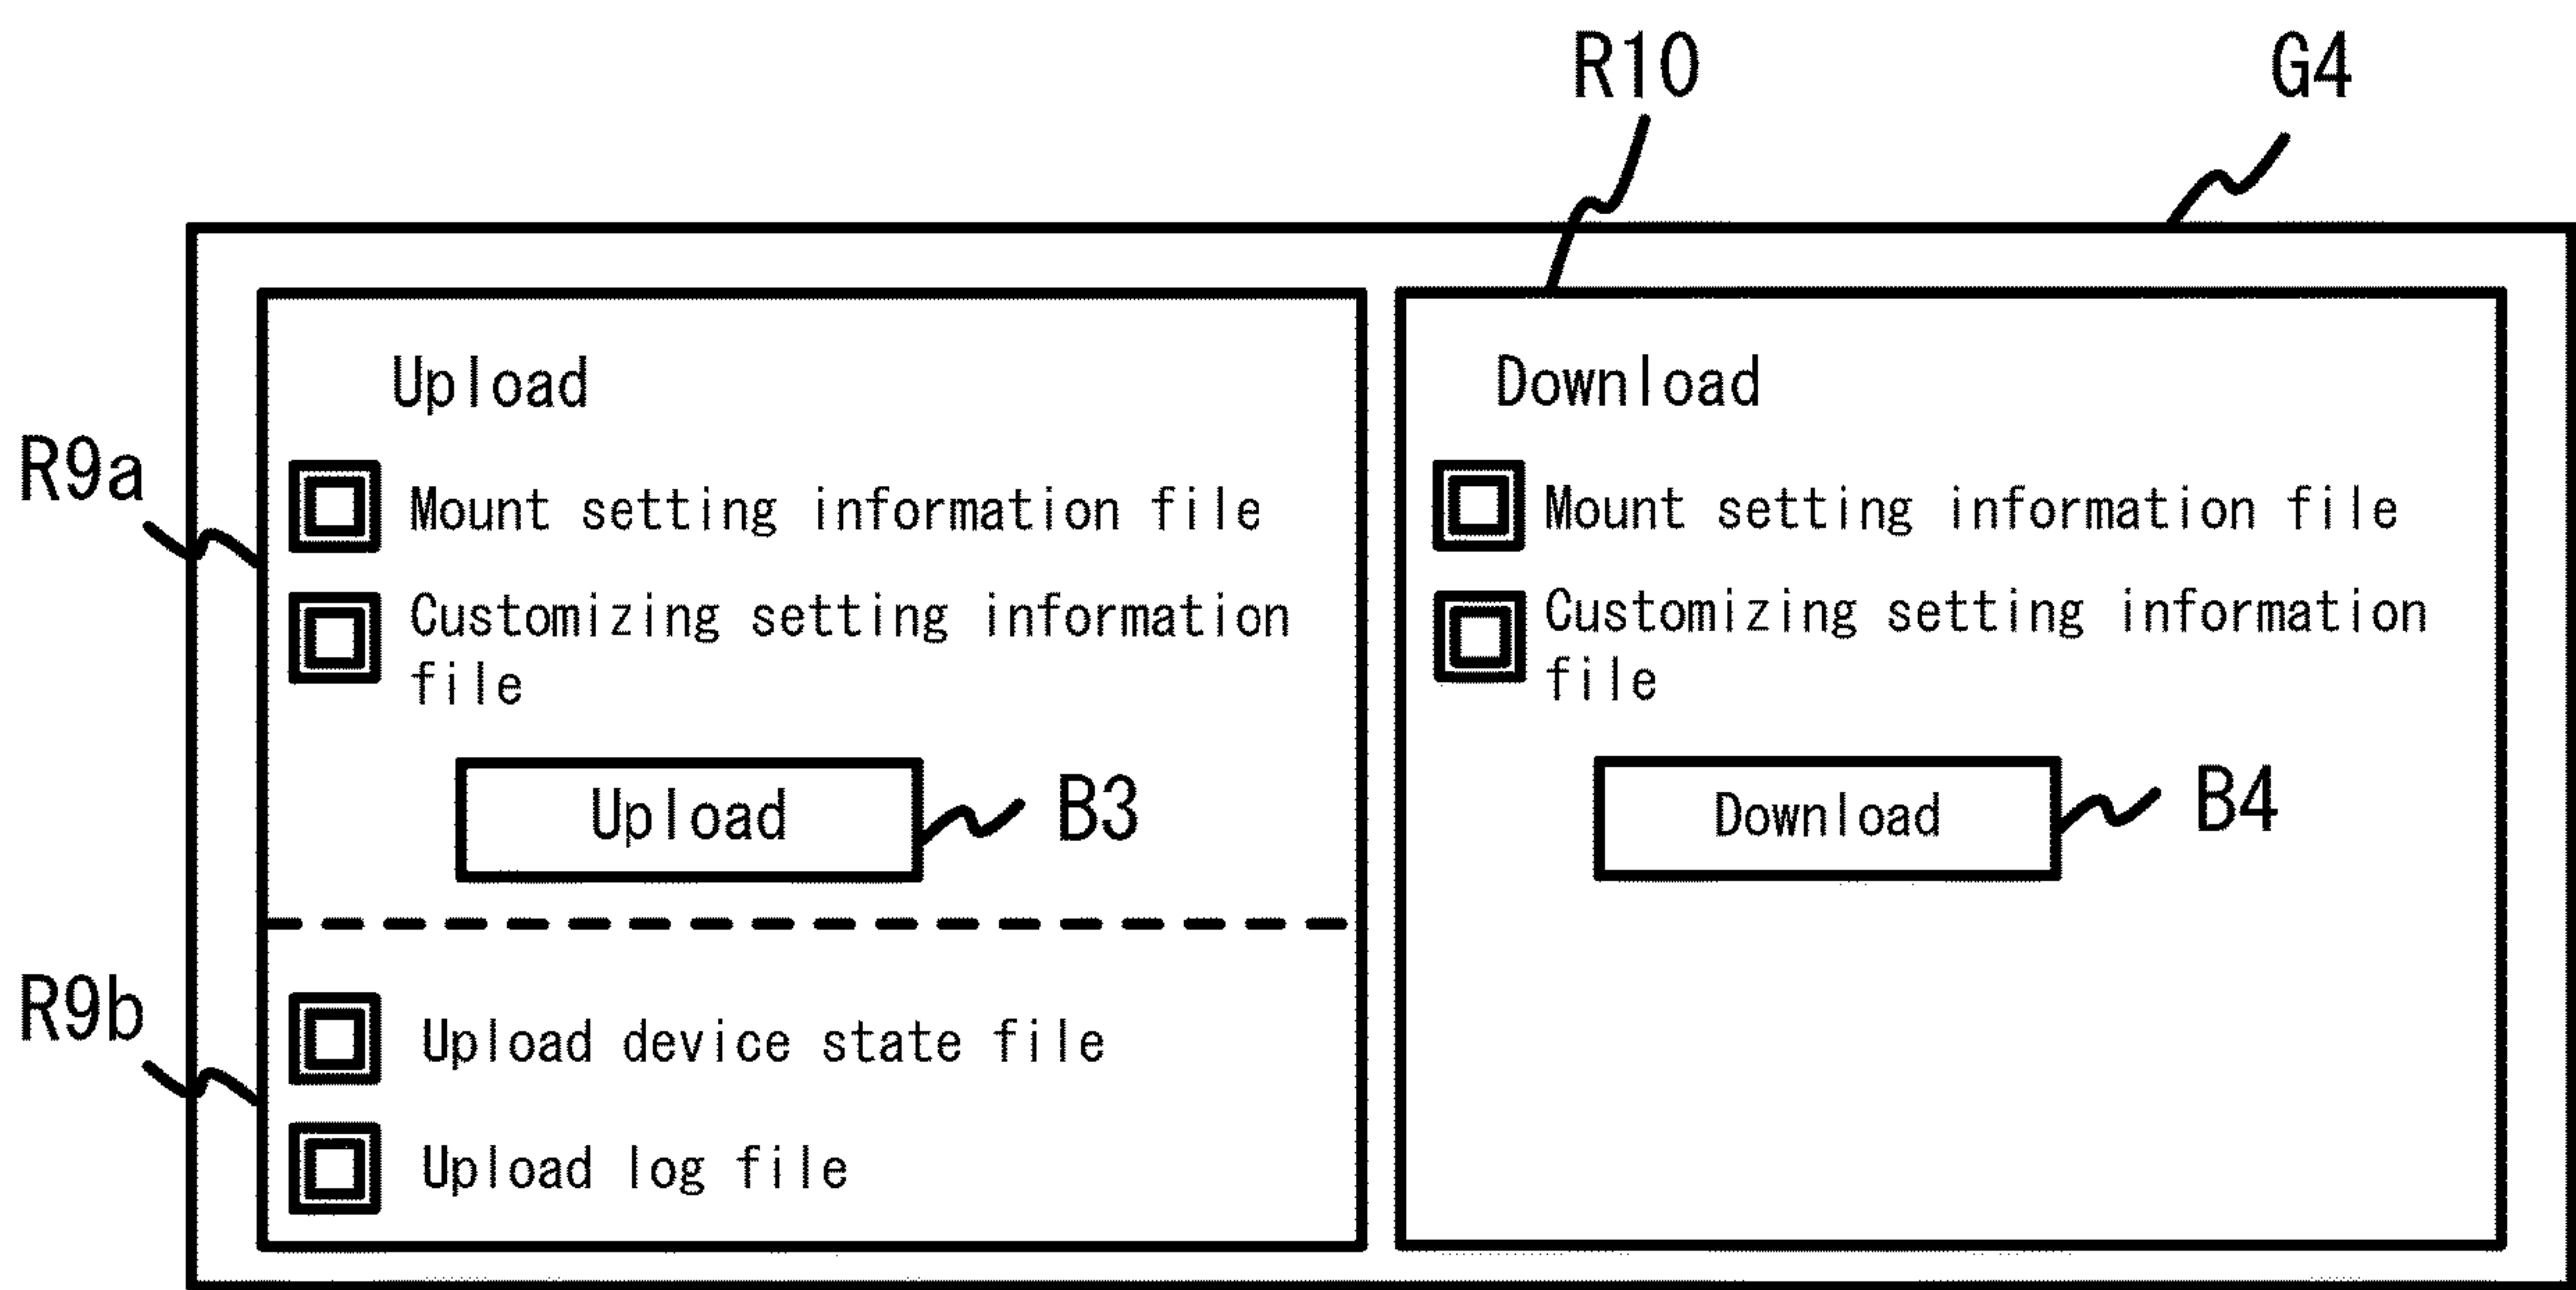 R10
G4
Upload
R9a
Mount setting information file
Customizing setting information
file
Upload
B3
R9b
Upload device state file
Upload log file
Download
Mount setting information file
Customizing setting information
file
Download
B4